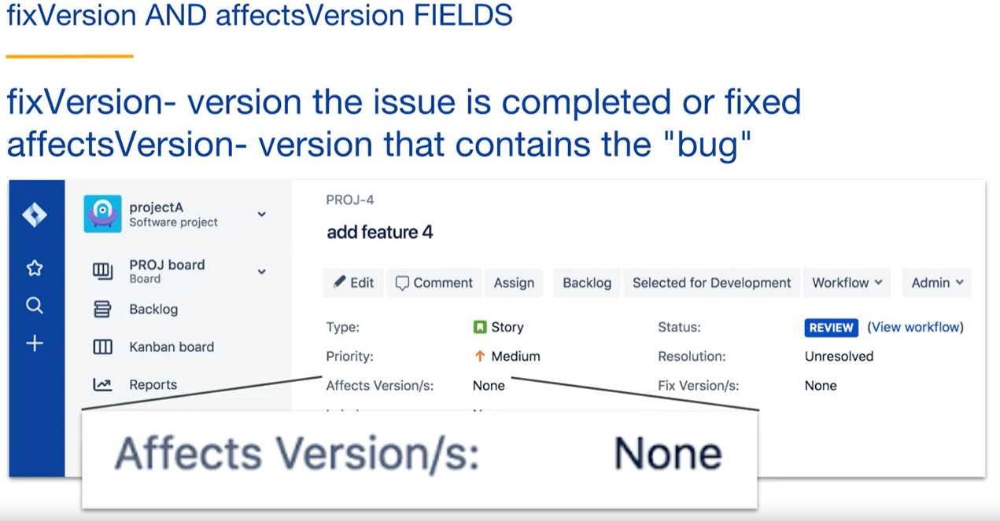 fixVersion AND affectsVersion FIELDS
fixVersion- version the issue is completed or fixed
affectsVersion- version that contains the "bug"
projectA
Software project
PROJ board
Board
Backlog
Kanban board
Reports
PROJ-4
add feature 4
Edit Comment Assign Backlog Selected for Development Workflow Admin
Type: Story Status: REVIEW (View workflow)
Priority: Medium Resolution: Unresolved
Affects Version/s: None Fix Version/s: None
Affects Version/s: None